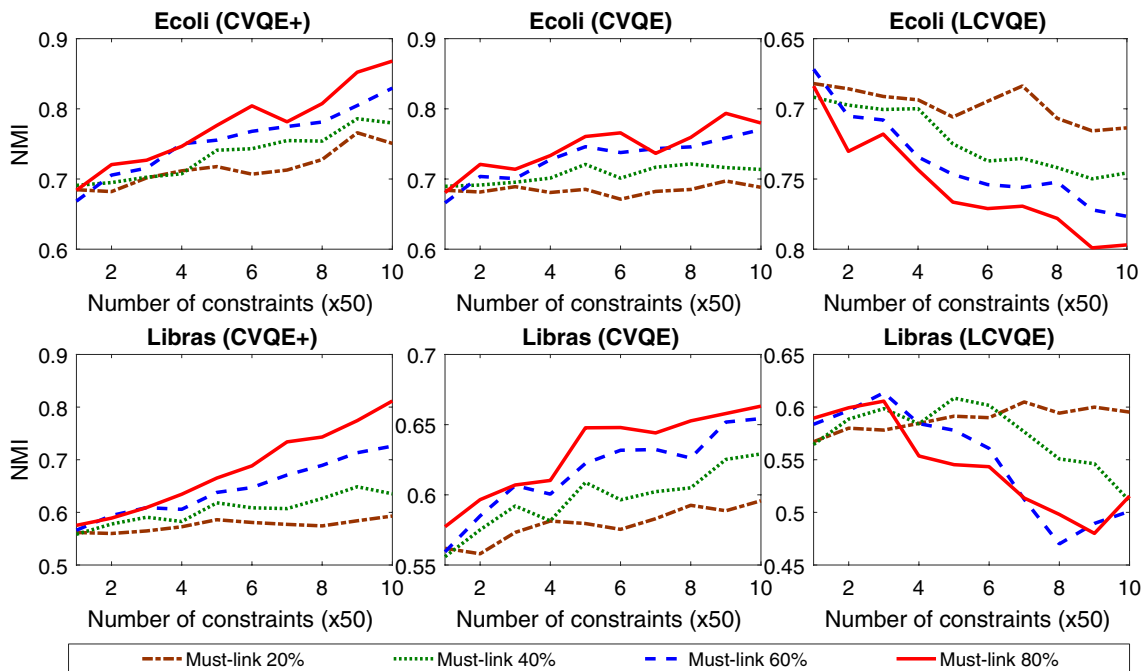 Ecoli (CVQE+)
Ecoli (CVQE)
Ecoli (LCVQE)
NMI
0.9
0.8
0.7
0.6
0.9
0.8
0.7
0.6
0.65
0.7
0.75
0.8
2 4 6 8 10
2 4 6 8 10
2 4 6 8 10
Number of constraints (x50)
Number of constraints (x50)
Number of constraints (x50)
Libras (CVQE+)
Libras (CVQE)
Libras (LCVQE)
NMI
0.9
0.8
0.7
0.6
0.5
0.7
0.65
0.6
0.55
0.65
0.6
0.55
0.5
0.45
2 4 6 8 10
2 4 6 8 10
2 4 6 8 10
Number of constraints (x50)
Number of constraints (x50)
Number of constraints (x50)
Must-link 20%
Must-link 40%
Must-link 60%
Must-link 80%